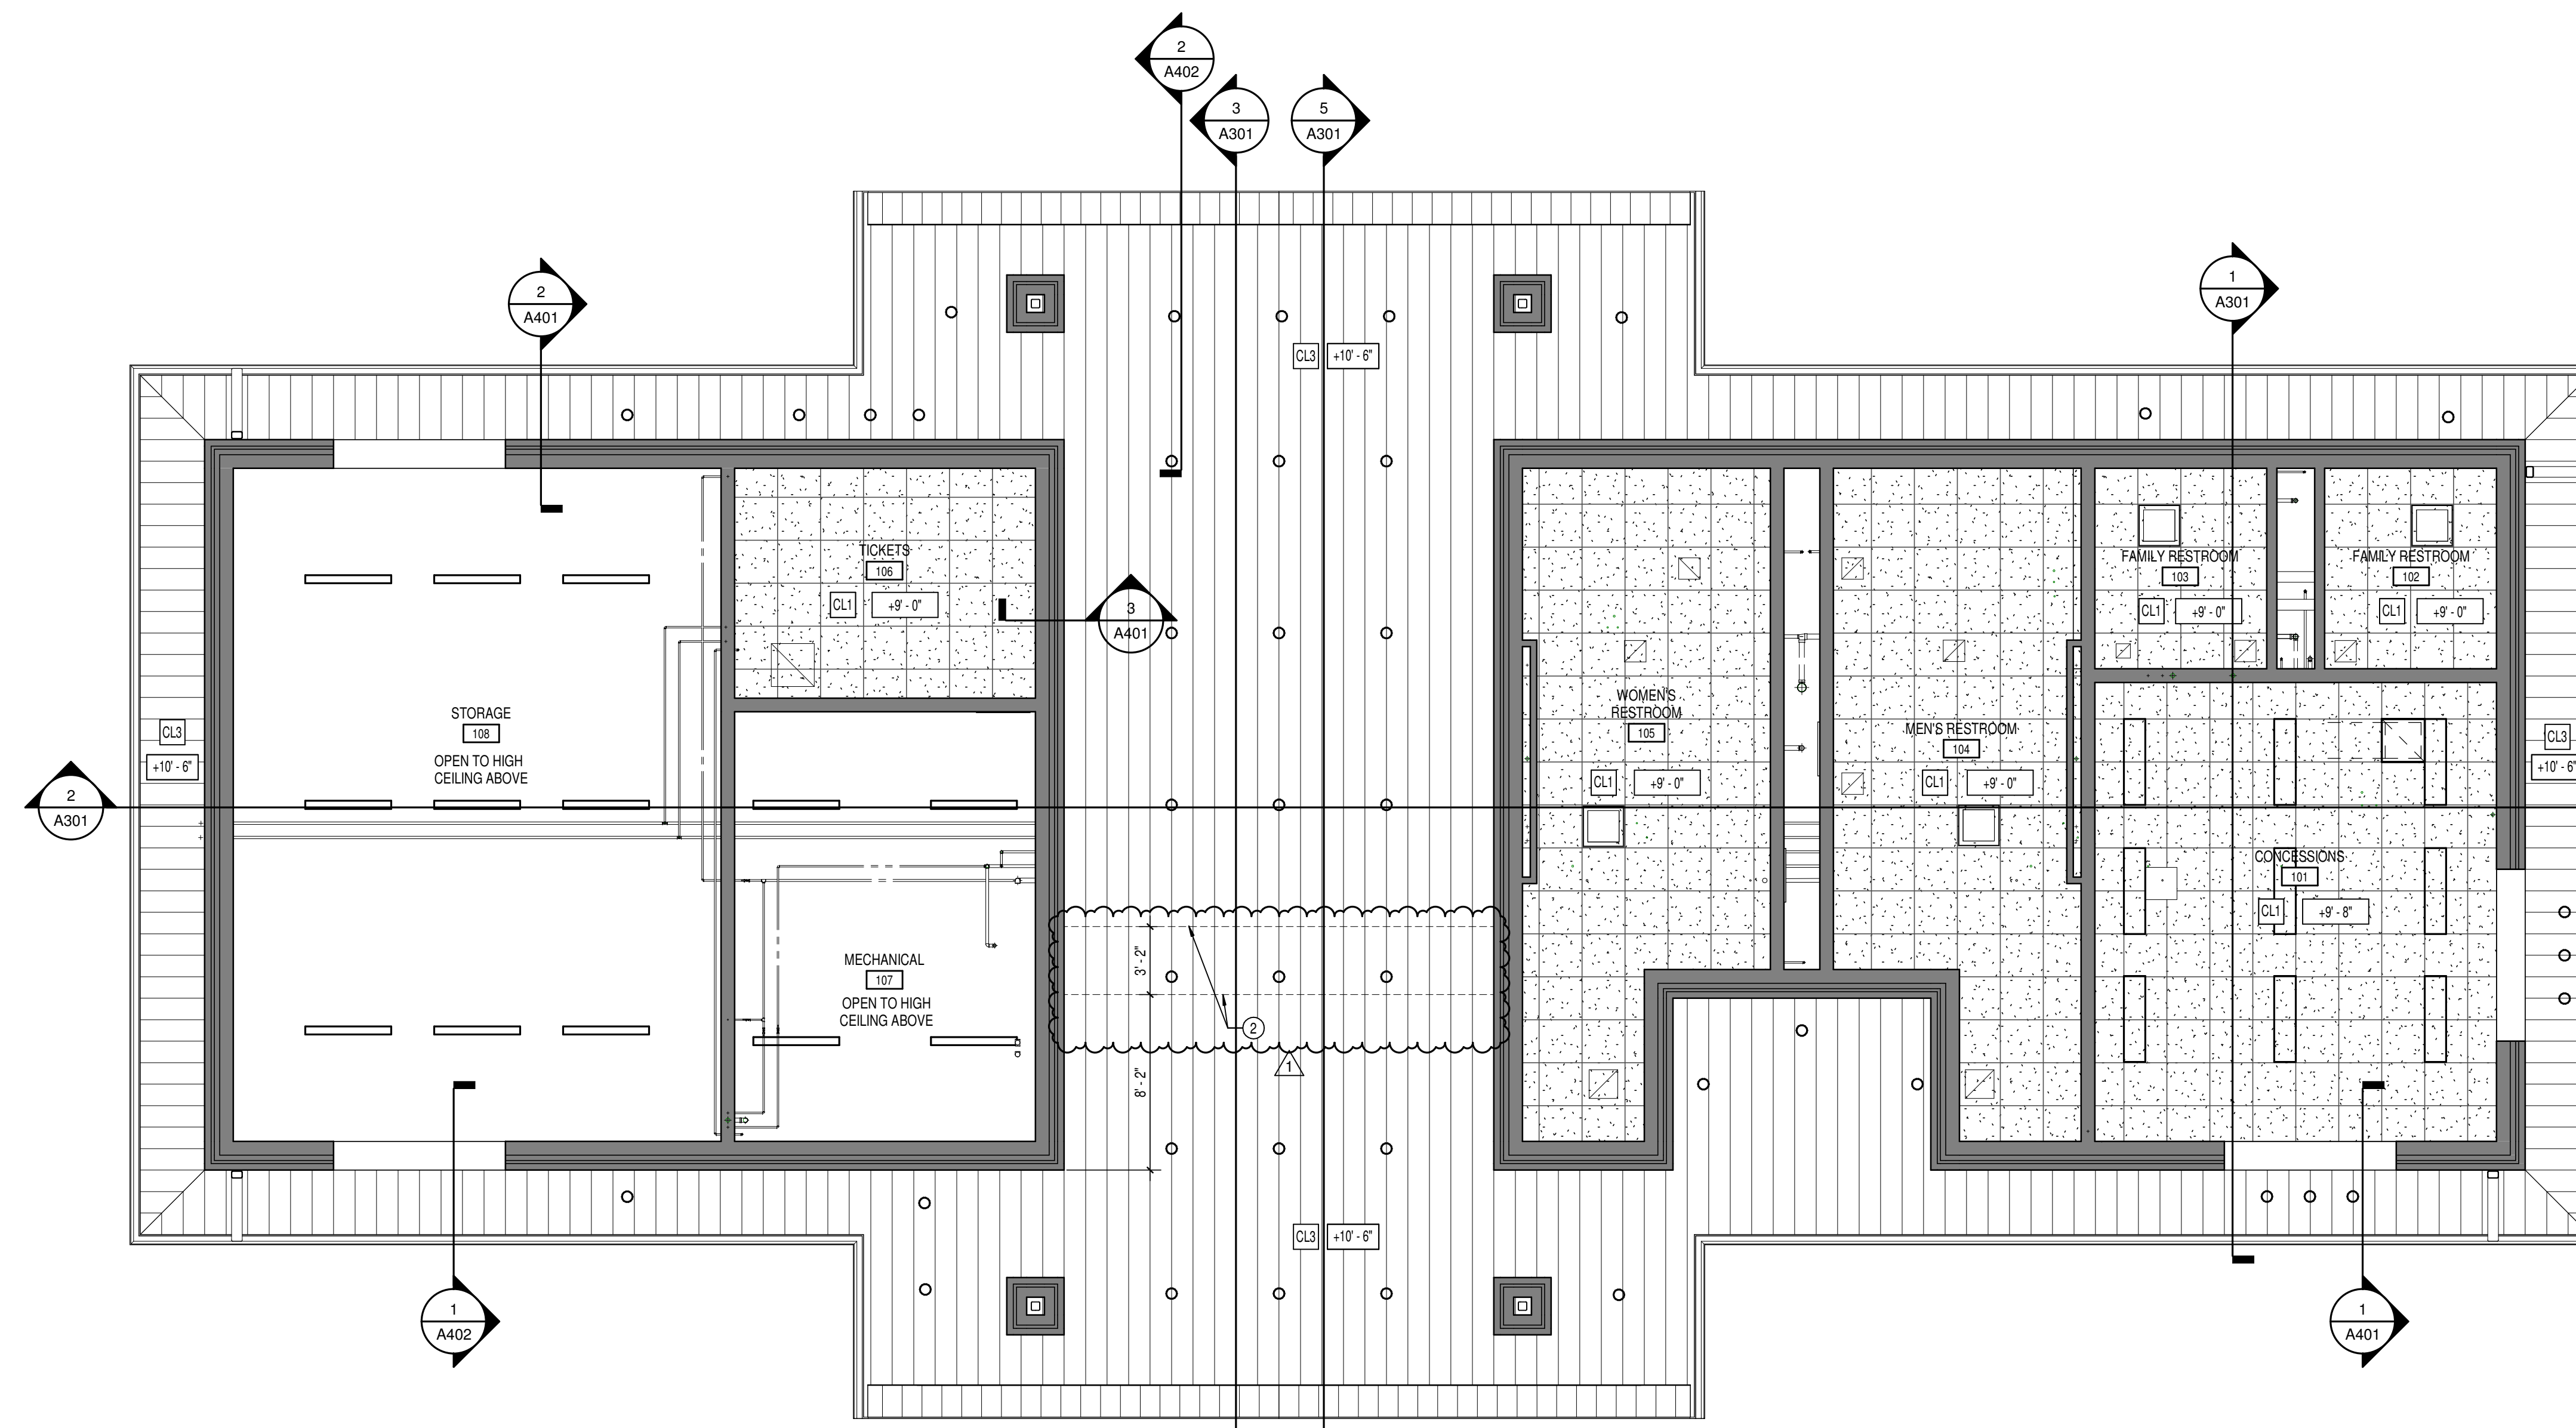 2
A402
3
A301
5
A301
2
A401
1
A301
CL3 +10' - 6"
TICKETS
106
CL1 +9' - 0"
3
A401
FAMILY RESTROOM
103
CL1 +9' - 0"
FAMILY RESTROOM
102
CL1 +9' - 0"
STORAGE
108
OPEN TO HIGH
CEILING ABOVE
CL3
+10' - 6"
2
A301
WOMEN'S
RESTROOM
105
CL1 +9' - 0"
MEN'S RESTROOM
104
CL1 +9' - 0"
CL3
+10' - 6"
CONCESSIONS
101
CL1 +9' - 8"
MECHANICAL
107
OPEN TO HIGH
CEILING ABOVE
3' - 2"
2
1
8' - 2"
CL3 +10' - 6"
1
A402
1
A401